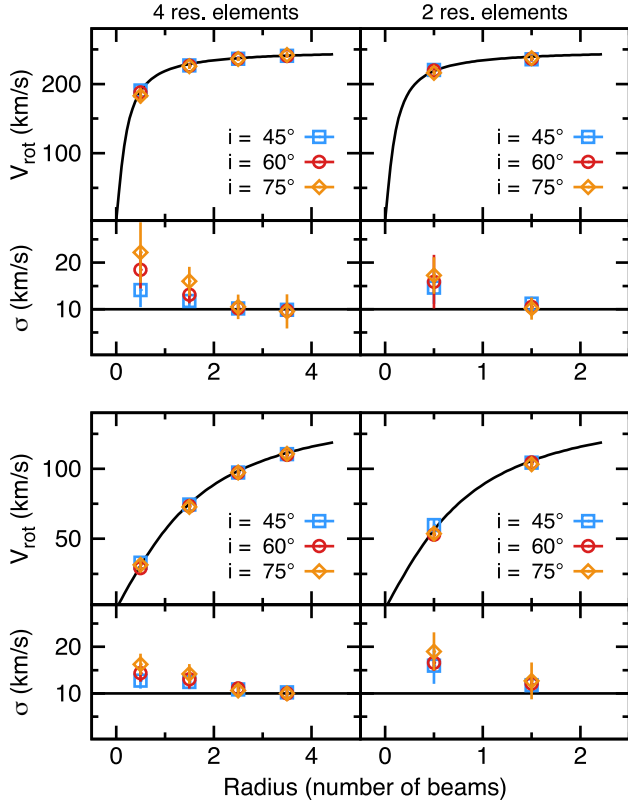 4 res. elements
2 res. elements
V_rot (km/s)
200
100
i = 45°
i = 60°
i = 75°
i = 45°
i = 60°
i = 75°
σ (km/s)
20
10
0
2
4
0
1
2
V_rot (km/s)
100
50
i = 45°
i = 60°
i = 75°
i = 45°
i = 60°
i = 75°
σ (km/s)
20
10
0
2
4
0
1
2
Radius (number of beams)